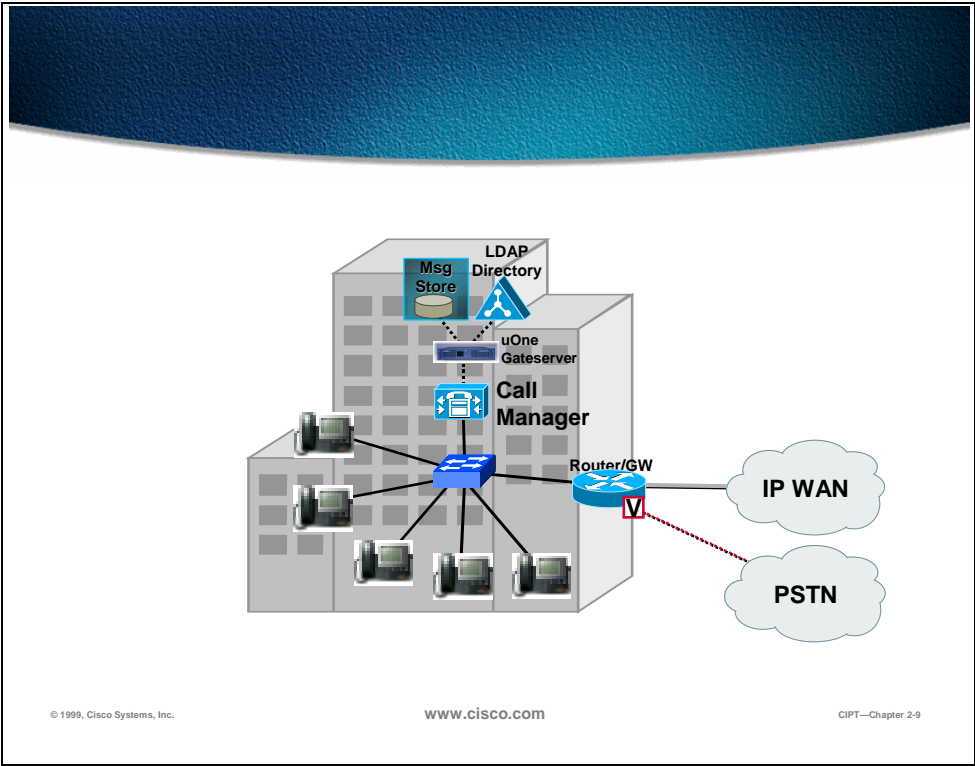 LDAP
Directory
Msg
Store
uOne
Gateserver
Call
Manager
Router/GW
V
IP WAN
PSTN
© 1999, Cisco Systems, Inc.
www.cisco.com
CIPT—Chapter 2-9